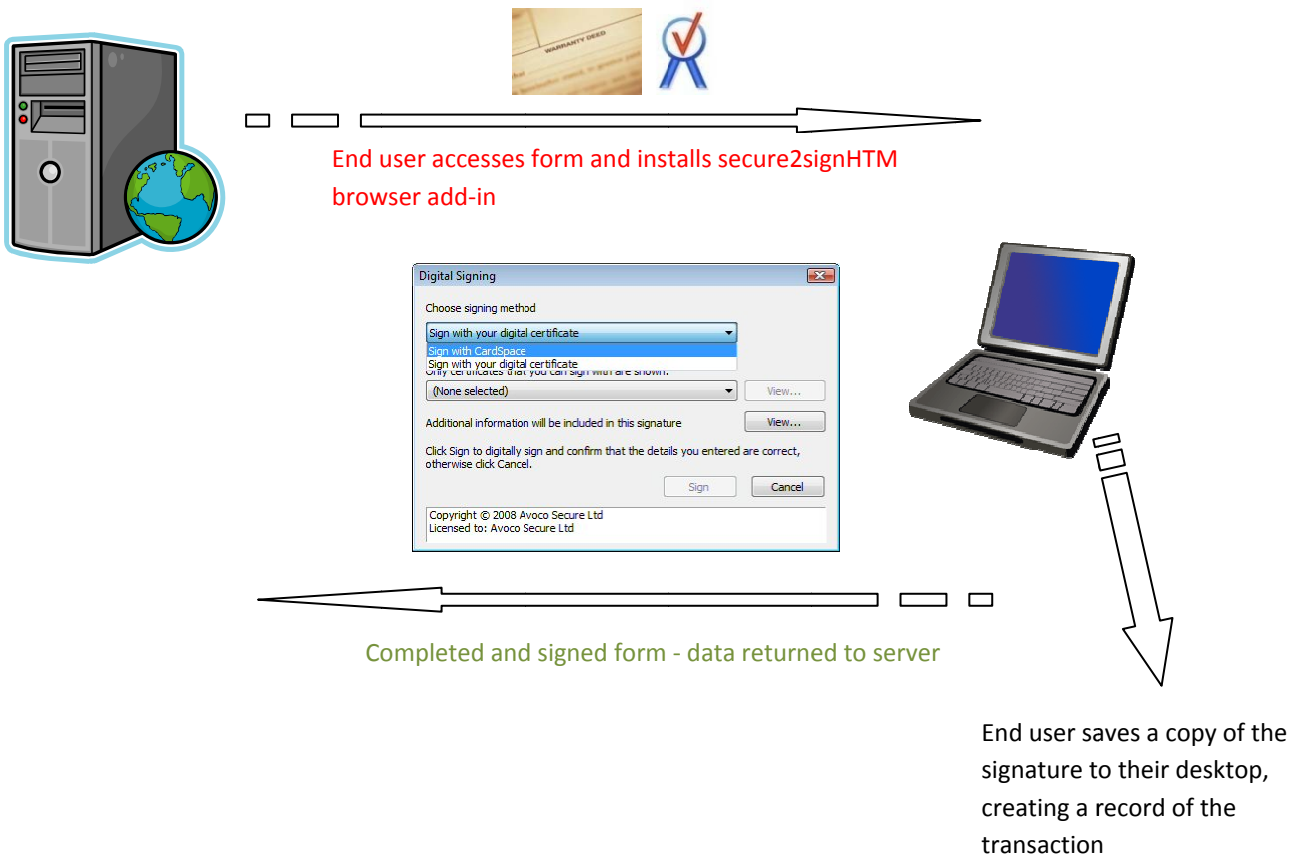 WARRANTY DEED
End user accesses form and installs secure2signHTM
browser add-in
Digital Signing
Choose signing method
Sign with your digital certificate
Sign with CardSpace
Sign with your digital certificate
Only certificates that you can sign with are shown.
(None selected)
View...
Additional information will be included in this signature
View...
Click Sign to digitally sign and confirm that the details you entered are correct,
otherwise click Cancel.
Sign
Cancel
Copyright © 2008 Avoco Secure Ltd
Licensed to: Avoco Secure Ltd
Completed and signed form - data returned to server
End user saves a copy of the
signature to their desktop,
creating a record of the
transaction